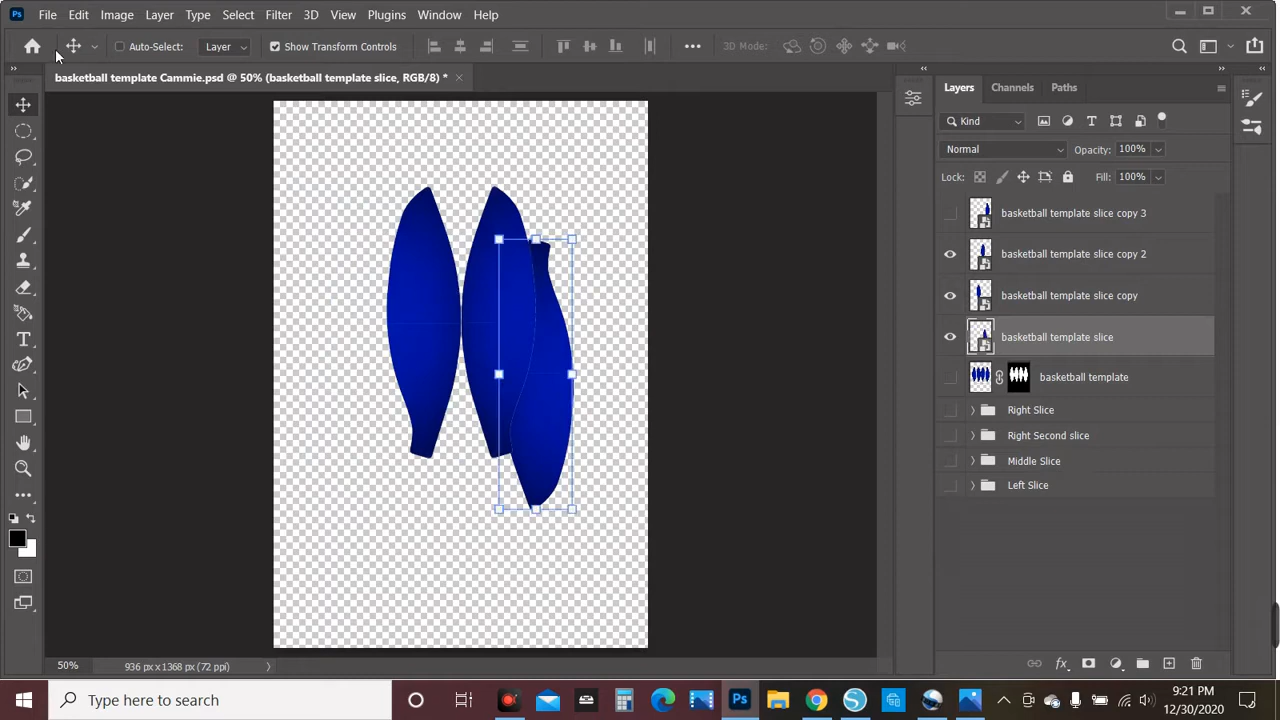 Ps File Edit Image Layer Type Select Filter 3D View Plugins Window Help
Auto-Select: Layer Show Transform Controls 3D Mode:
basketball template Cammie.psd @ 50% (basketball template slice, RGB/8) *
Layers Channels Paths
Kind
Normal Opacity: 100%
Lock: Fill: 100%
basketball template slice copy 3
basketball template slice copy 2
basketball template slice copy
basketball template slice
basketball template
Right Slice
Right Second slice
Middle Slice
Left Slice
50% 936 px x 1368 px (72 ppi)
Type here to search Ps 9:21 PM
12/30/2020